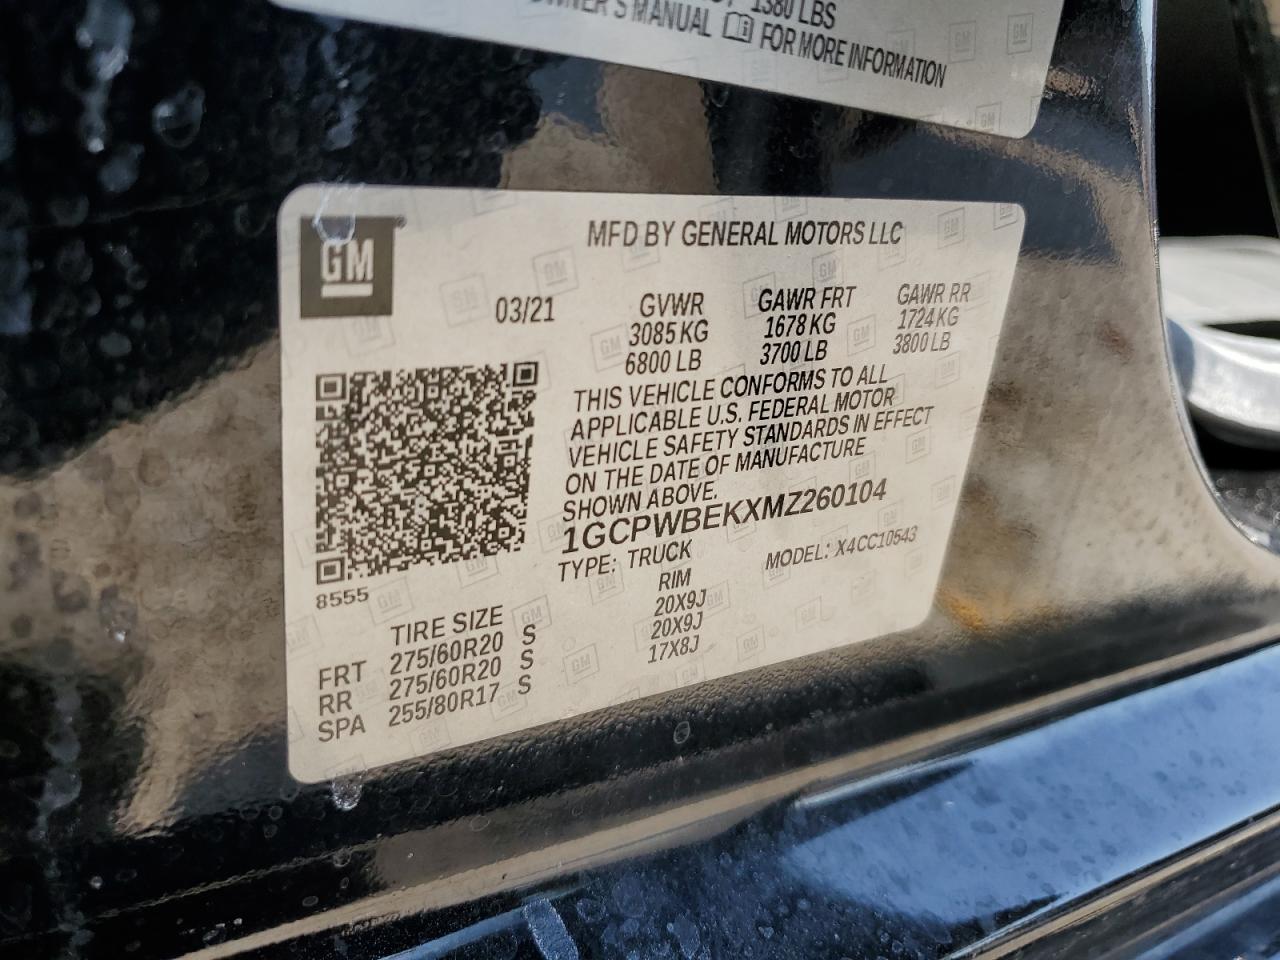 1380 LBS
OWNER'S MANUAL FOR MORE INFORMATION
GM
MFD BY GENERAL MOTORS LLC
03/21 GVWR GAWR FRT GAWR RR
3085 KG 1678 KG 1724 KG
6800 LB 3700 LB 3800 LB
THIS VEHICLE CONFORMS TO ALL
APPLICABLE U.S. FEDERAL MOTOR
VEHICLE SAFETY STANDARDS IN EFFECT
ON THE DATE OF MANUFACTURE
SHOWN ABOVE.
1GCPWBEKXMZ260104
TYPE: TRUCK MODEL: X4CC10543
8555
TIRE SIZE RIM
FRT 275/60R20 S 20X9J
RR 275/60R20 S 20X9J
SPA 255/80R17 S 17X8J